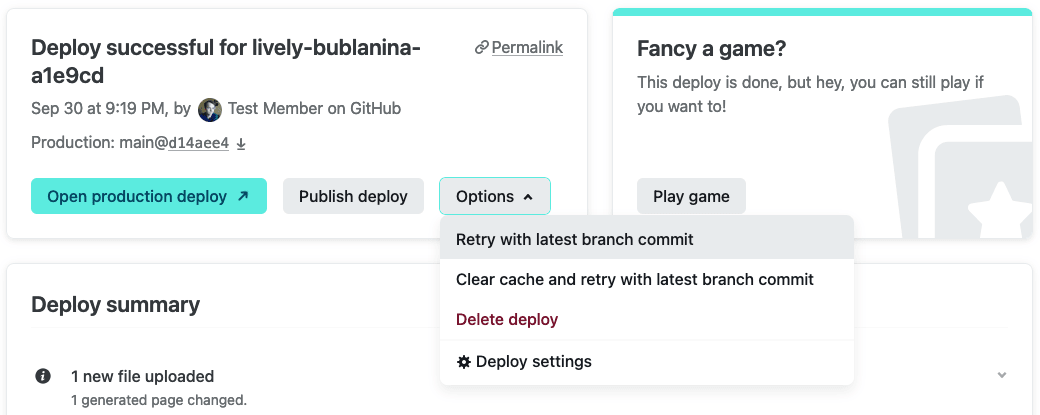 Deploy successful for lively-bublanina-
a1e9cd
Permalink
Sep 30 at 9:19 PM, by Test Member on GitHub
Production: main@d14aee4
Open production deploy
Publish deploy
Options
Retry with latest branch commit
Clear cache and retry with latest branch commit
Delete deploy
Deploy settings
Fancy a game?
This deploy is done, but hey, you can still play if
you want to!
Play game
Deploy summary
1 new file uploaded
1 generated page changed.